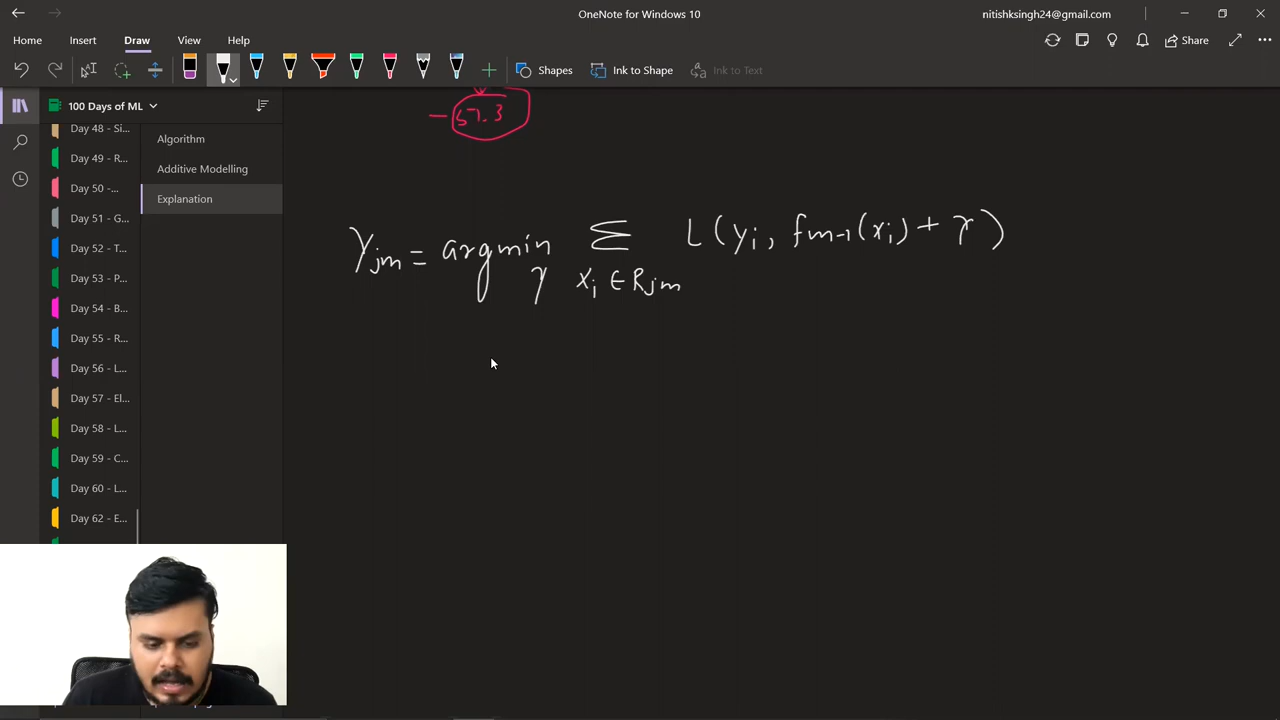 OneNote for Windows 10
nitishksingh24@gmail.com
Home Insert Draw View Help
Share
Shapes Ink to Shape Ink to Text
100 Days of ML
Day 48 - Si...
Day 49 - R...
Day 50 -...
Day 51 - G...
Day 52 - T...
Day 53 - P...
Day 54 - B...
Day 55 - R...
Day 56 - L...
Day 57 - El...
Day 58 - L...
Day 59 - C...
Day 60 - L...
Day 62 - E...
Algorithm
Additive Modelling
Explanation
- 57.3
γjm = argmin Σ L(yi, fm-1(xi) + γ)
γ xi ∈ Rjm